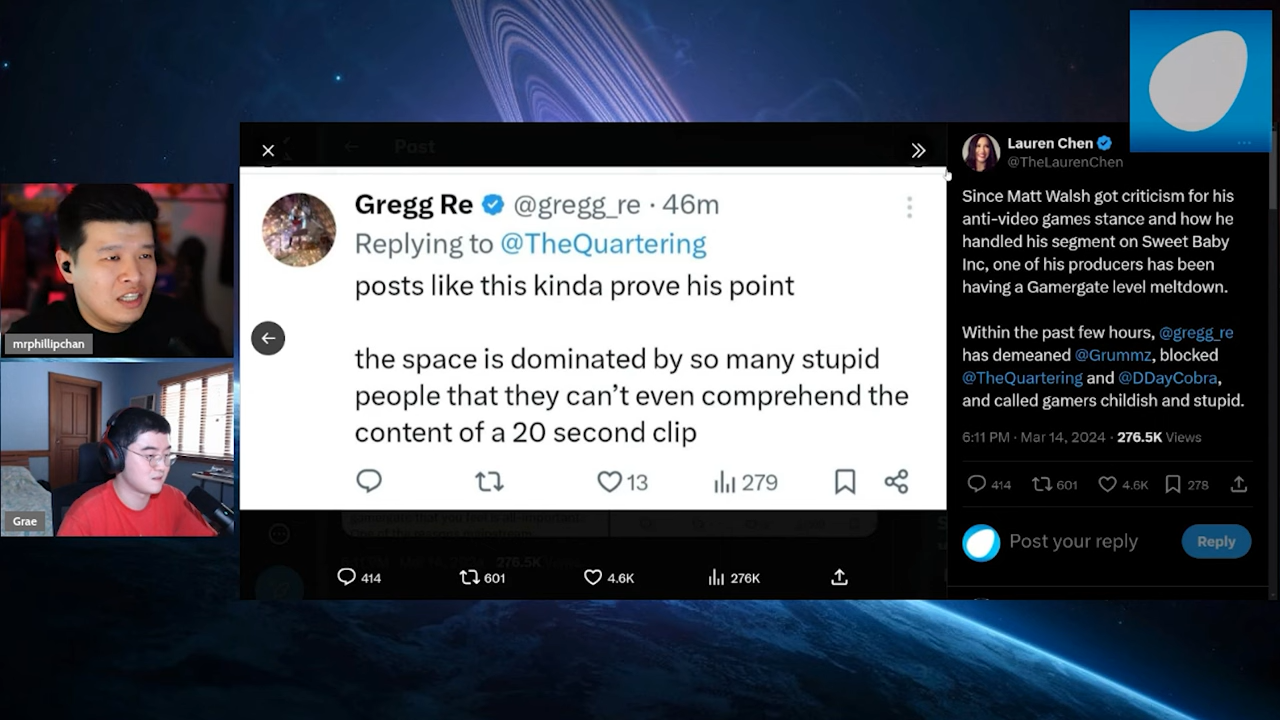 Post
Gregg Re @gregg_re · 46m
Replying to @TheQuartering
posts like this kinda prove his point
the space is dominated by so many stupid
people that they can't even comprehend the
content of a 20 second clip
13
279
414
601
4.6K
276K
Lauren Chen
@TheLaurenChen
Since Matt Walsh got criticism for his
anti-video games stance and how he
handled his segment on Sweet Baby
Inc, one of his producers has been
having a Gamergate level meltdown.
Within the past few hours, @gregg_re
has demeaned @Grummz, blocked
@TheQuartering and @DDayCobra,
and called gamers childish and stupid.
6:11 PM · Mar 14, 2024 · 276.5K Views
414
601
4.6K
278
Post your reply
Reply
mrphillipchan
Grae